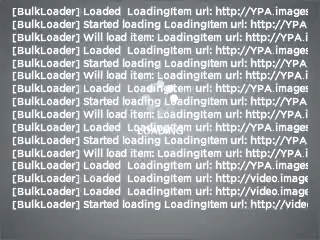 [BulkLoader] Loaded  LoadingItem url: http://YPA.images
[BulkLoader] Started loading LoadingItem url: http://YPA
[BulkLoader] Will load item: LoadingItem url: http://YPA.i
[BulkLoader] Loaded  LoadingItem url: http://YPA.images
[BulkLoader] Started loading LoadingItem url: http://YPA
[BulkLoader] Will load item: LoadingItem url: http://YPA.i
[BulkLoader] Loaded  LoadingItem url: http://YPA.images
[BulkLoader] Started loading LoadingItem url: http://YPA
[BulkLoader] Will load item: LoadingItem url: http://YPA.i
[BulkLoader] Loaded  LoadingItem url: http://YPA.images
LOADING
[BulkLoader] Started loading LoadingItem url: http://YPA
[BulkLoader] Will load item: LoadingItem url: http://YPA.i
[BulkLoader] Loaded  LoadingItem url: http://YPA.images
[BulkLoader] Loaded  LoadingItem url: http://video.image
[BulkLoader] Loaded  LoadingItem url: http://video.image
[BulkLoader] Started loading LoadingItem url: http://vide